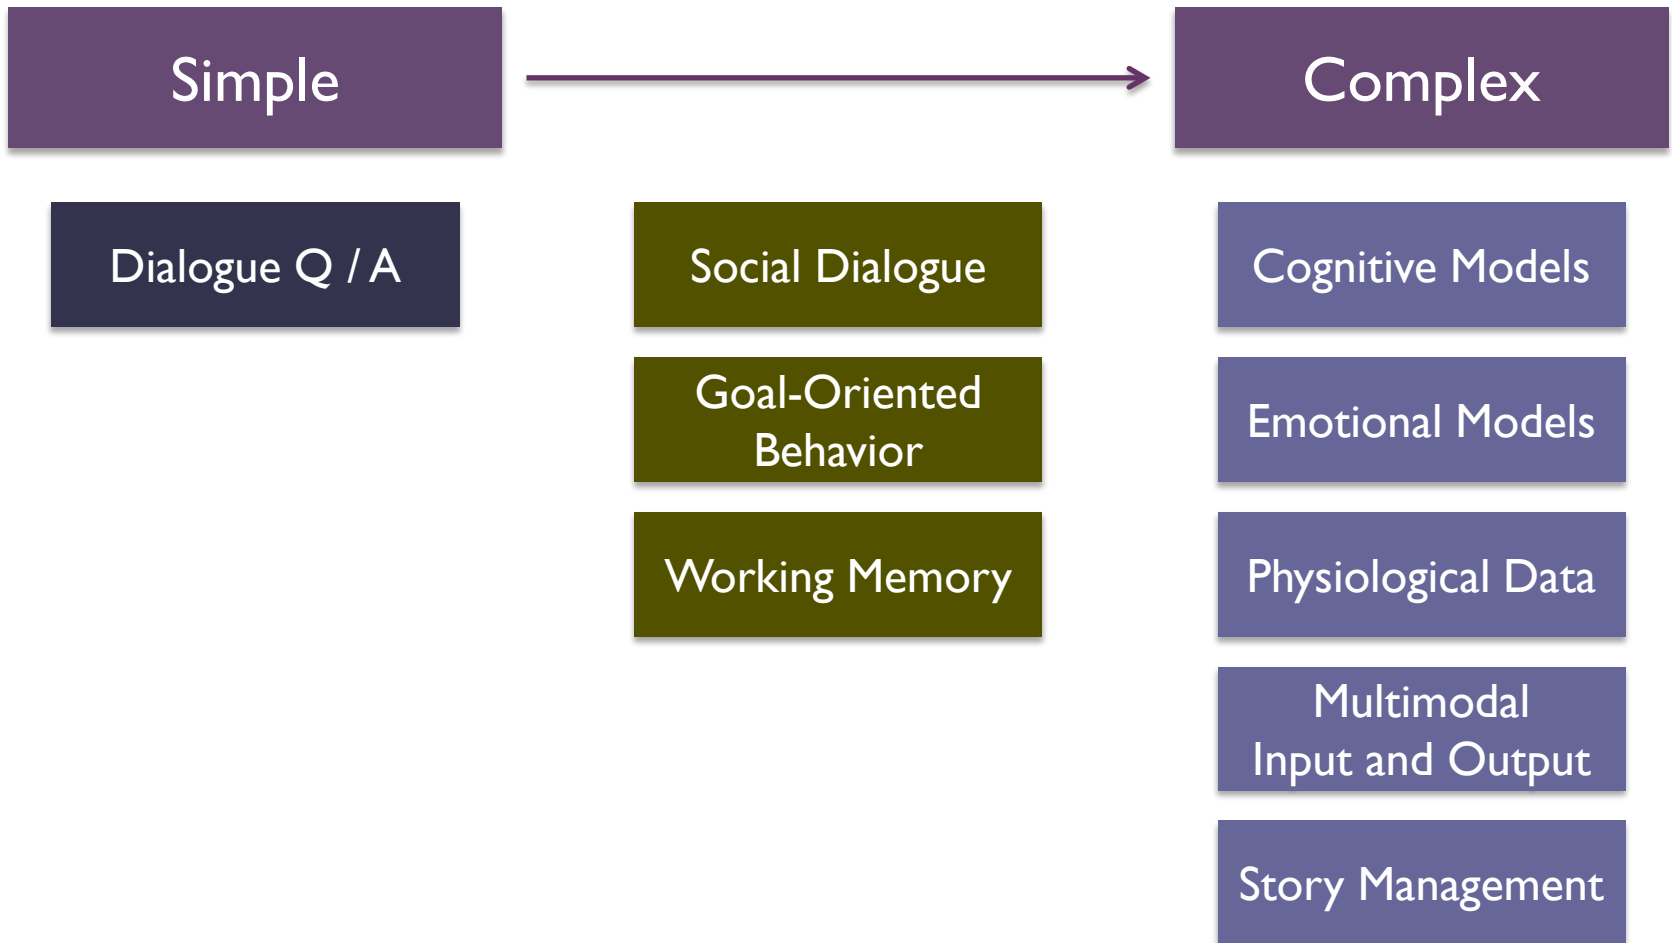 Simple
Complex
Dialogue Q / A
Social Dialogue
Goal-Oriented
Behavior
Working Memory
Cognitive Models
Emotional Models
Physiological Data
Multimodal
Input and Output
Story Management